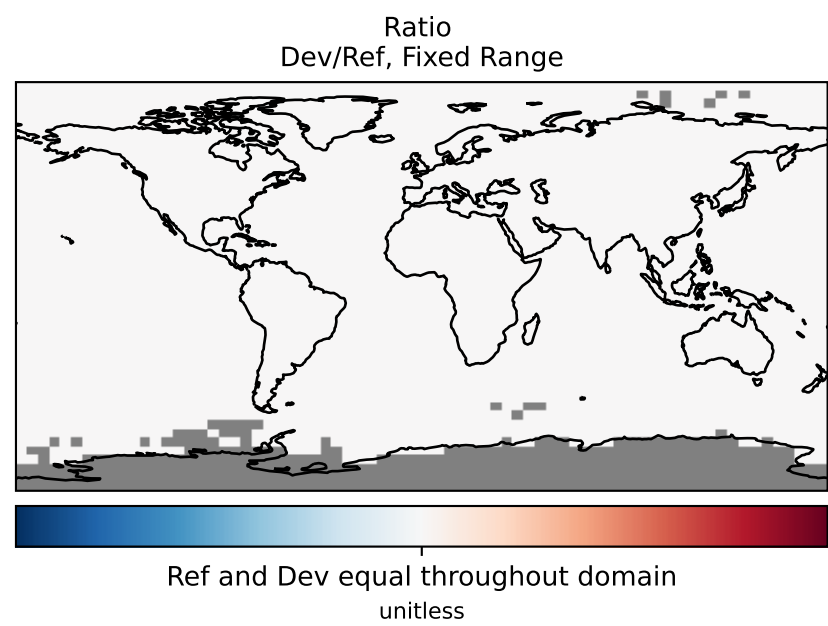 Ratio
Dev/Ref, Fixed Range
Ref and Dev equal throughout domain
unitless